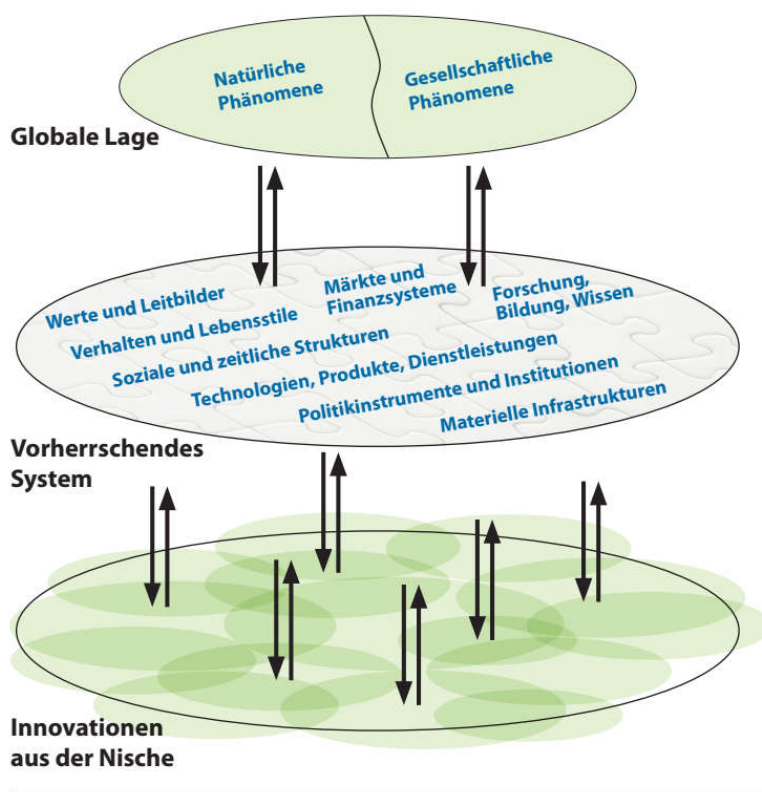 Natürliche
Phänomene
Gesellschaftliche
Phänomene
Globale Lage
Werte und Leitbilder
Märkte und
Finanzsysteme
Forschung,
Bildung, Wissen
Verhalten und Lebensstile
Soziale und zeitliche Strukturen
Technologien, Produkte, Dienstleistungen
Politikinstrumente und Institutionen
Materielle Infrastrukturen
Vorherrschendes
System
Innovationen
aus der Nische